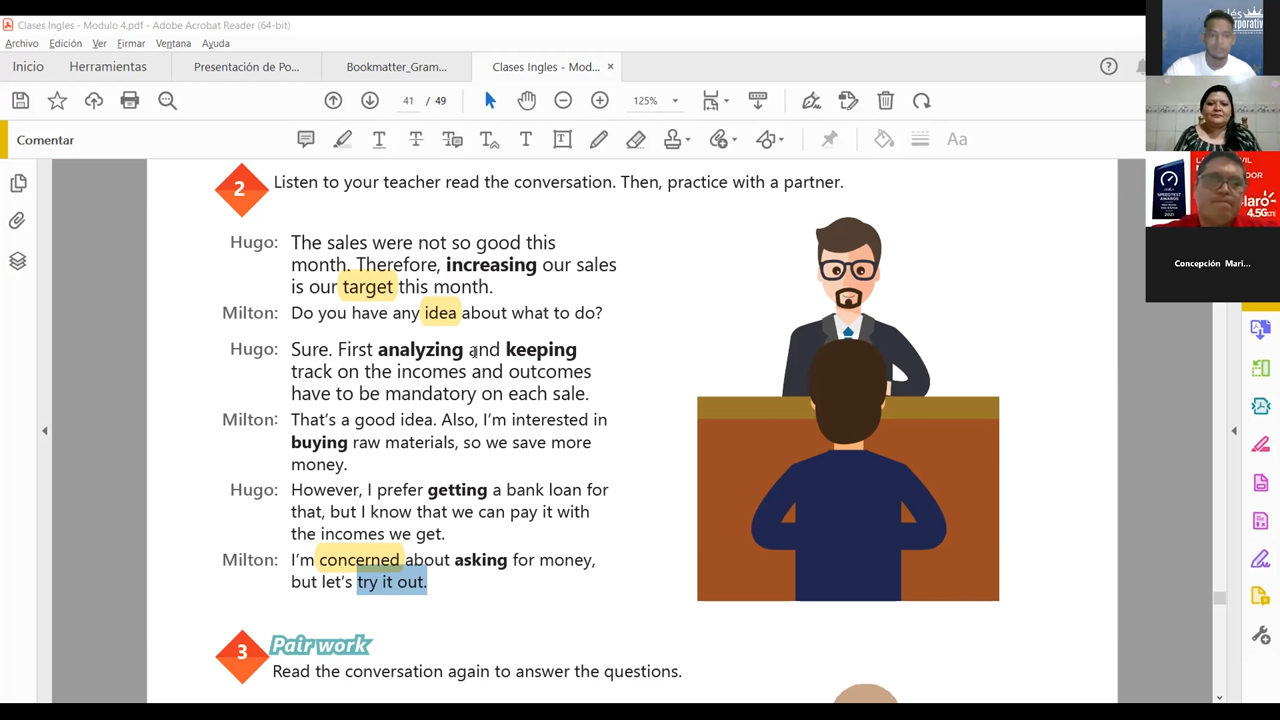 Clases Ingles - Modulo 4.pdf - Adobe Acrobat Reader (64-bit)
Archivo Edición Ver Firmar Ventana Ayuda
Inicio Herramientas Presentación de Po... Bookmatter_Gram... Clases Ingles - Mod...
41 / 49 125%
Comentar
2 Listen to your teacher read the conversation. Then, practice with a partner.
Hugo: The sales were not so good this
month. Therefore, increasing our sales
is our target this month.
Milton: Do you have any idea about what to do?
Hugo: Sure. First analyzing and keeping
track on the incomes and outcomes
have to be mandatory on each sale.
Milton: That's a good idea. Also, I'm interested in
buying raw materials, so we save more
money.
Hugo: However, I prefer getting a bank loan for
that, but I know that we can pay it with
the incomes we get.
Milton: I'm concerned about asking for money,
but let's try it out.
3 Pair work
Read the conversation again to answer the questions.
SPEEDTEST
AWARDS
2021
4.5G
Concepción Mari...